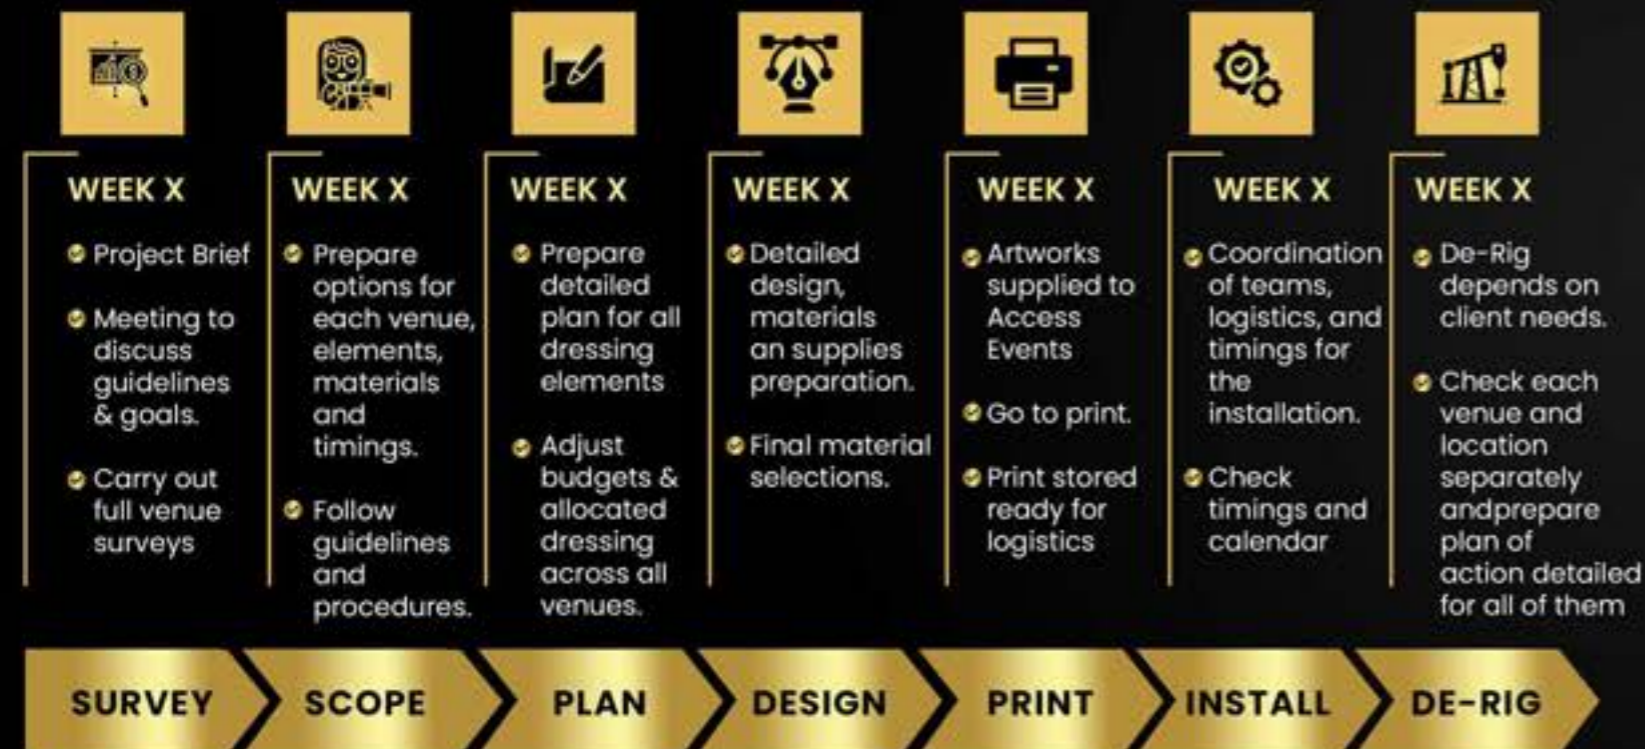 WEEK X
Project Brief
Meeting to
discuss
guidelines
& goals.
Carry out
full venue
surveys
WEEK X
Prepare
options for
each venue,
elements,
materials
and
timings.
Follow
guidelines
and
procedures.
WEEK X
Prepare
detailed
plan for all
dressing
elements
Adjust
budgets &
allocated
dressing
across all
venues.
WEEK X
Detailed
design,
materials
an supplies
preparation.
Final material
selections.
WEEK X
Artworks
supplied to
Access
Events
Go to print.
Print stored
ready for
logistics
WEEK X
Coordination
of teams,
logistics, and
timings for
the
installation.
Check
timings and
calendar
WEEK X
De-Rig
depends on
client needs.
Check each
venue and
location
separately
andprepare
plan of
action detailed
for all of them
SURVEY
SCOPE
PLAN
DESIGN
PRINT
INSTALL
DE-RIG